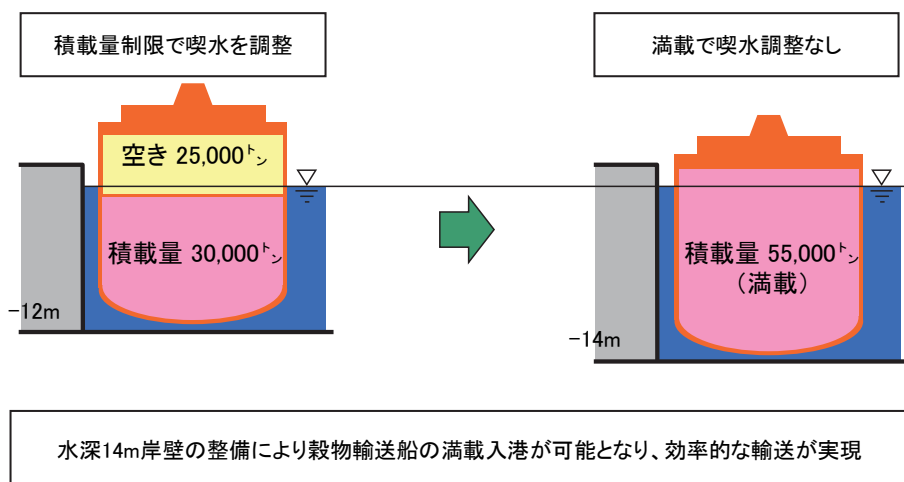 積載量制限で喫水を調整
満載で喫水調整なし
空き 25,000㌧
積載量 30,000㌧
-12m
積載量 55,000㌧
（満載）
-14m
水深14m岸壁の整備により穀物輸送船の満載入港が可能となり、効率的な輸送が実現